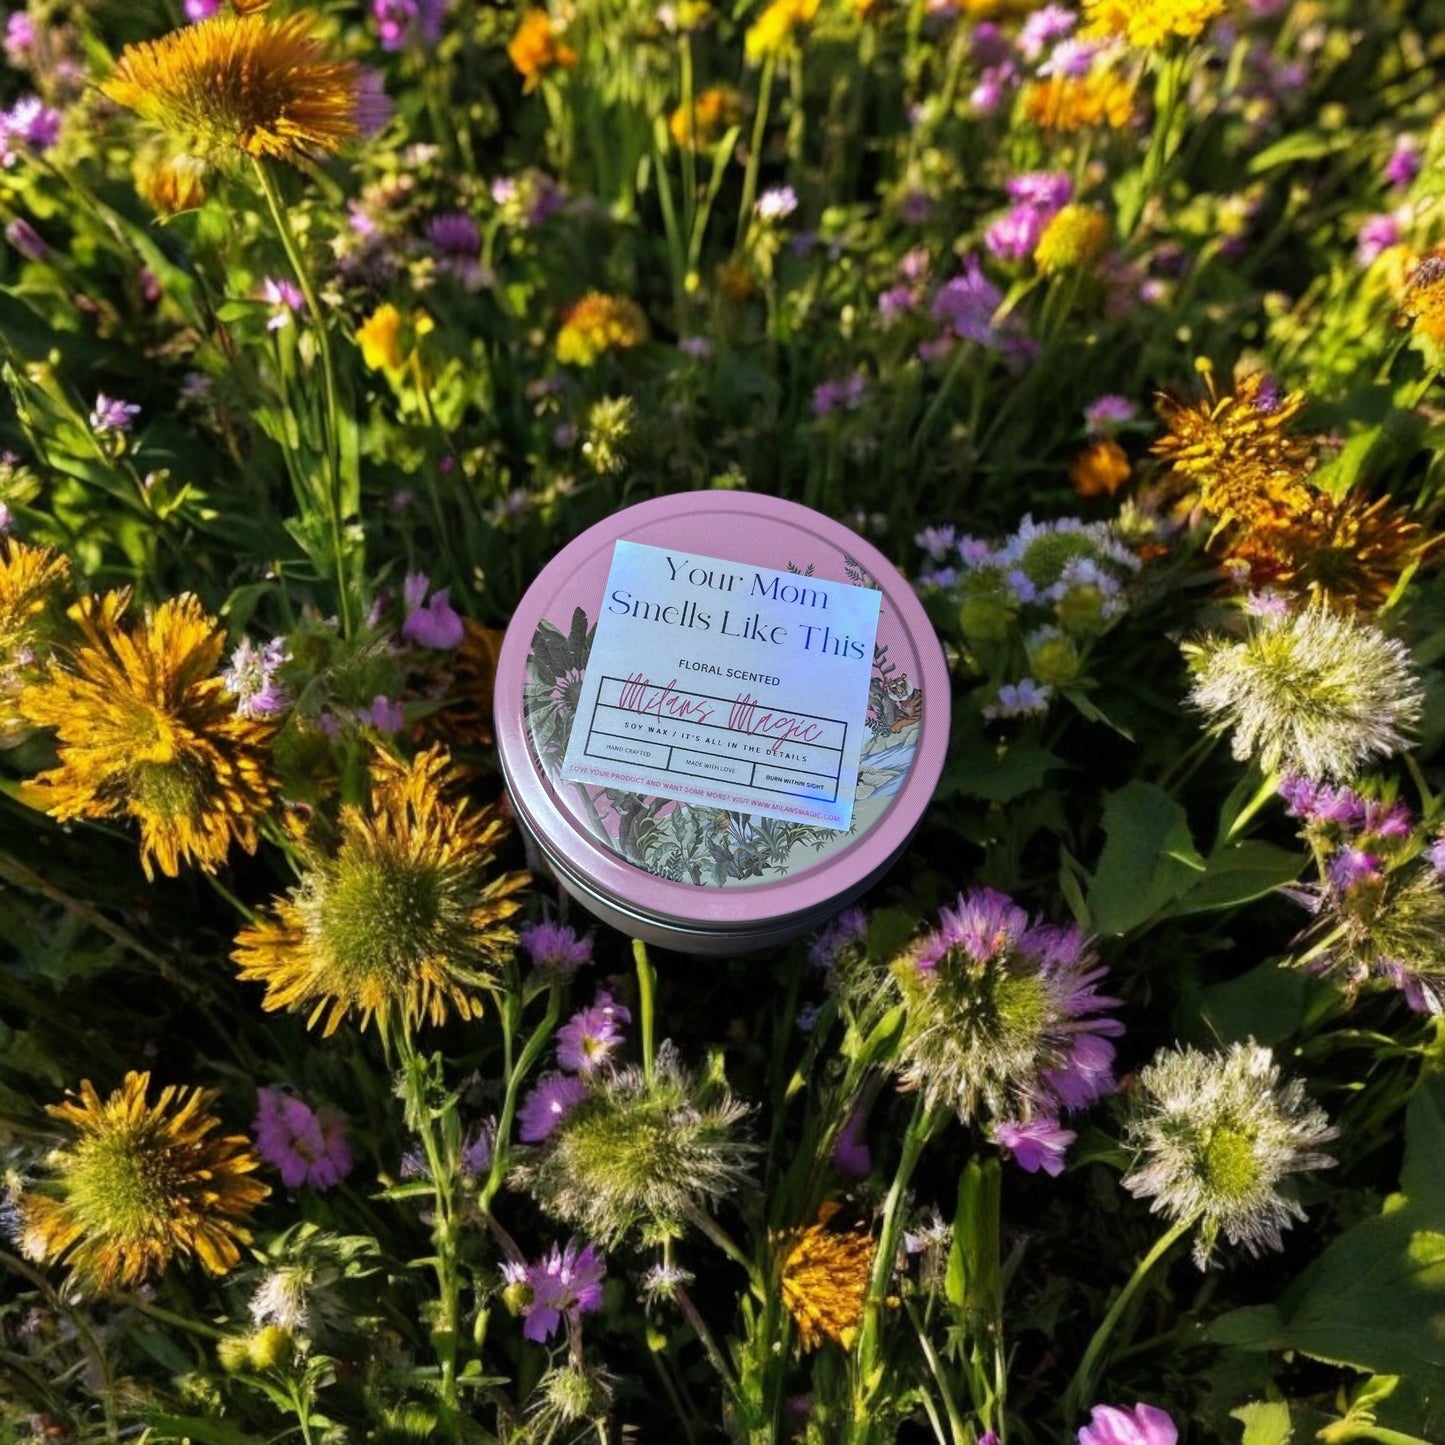 Your Mom
Smells Like This
FLORAL SCENTED
Milans Magic
SOY WAX / IT'S ALL IN THE DETAILS
HAND CRAFTED MADE WITH LOVE BURN WITHIN SIGHT
LOVE YOUR PRODUCT AND WANT SOME MORE? VISIT WWW.MILANSMAGIC.COM